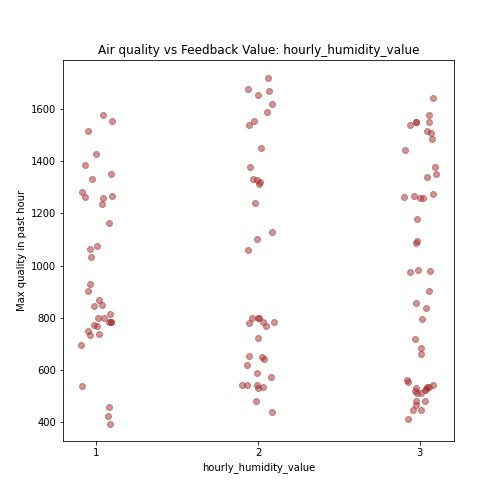 Air quality vs Feedback Value: hourly_humidity_value
Max quality in past hour
1600
1400
1200
1000
800
600
400
1 2 3
hourly_humidity_value